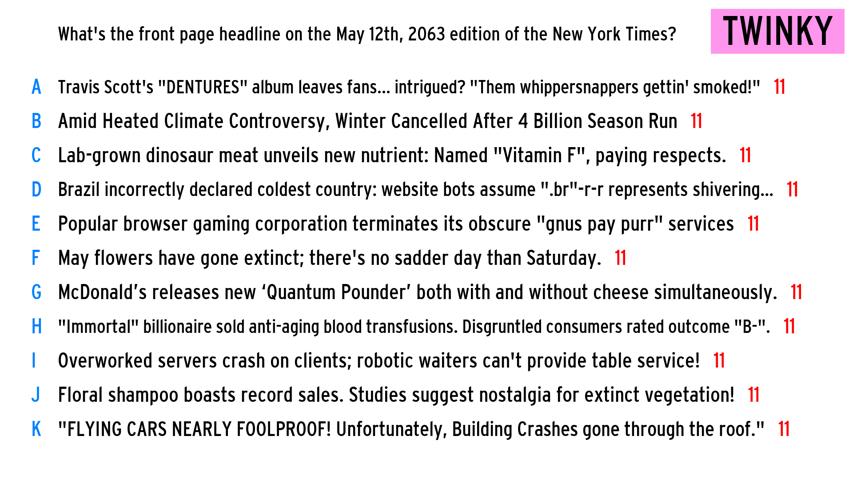 What's the front page headline on the May 12th, 2063 edition of the New York Times?
TWINKY
A Travis Scott's "DENTURES" album leaves fans... intrigued? "Them whippersnappers gettin' smoked!" 11
B Amid Heated Climate Controversy, Winter Cancelled After 4 Billion Season Run 11
C Lab-grown dinosaur meat unveils new nutrient: Named "Vitamin F", paying respects. 11
D Brazil incorrectly declared coldest country: website bots assume ".br"-r-r represents shivering... 11
E Popular browser gaming corporation terminates its obscure "gnus pay purr" services 11
F May flowers have gone extinct; there's no sadder day than Saturday. 11
G McDonald’s releases new ‘Quantum Pounder’ both with and without cheese simultaneously. 11
H "Immortal" billionaire sold anti-aging blood transfusions. Disgruntled consumers rated outcome "B-". 11
I Overworked servers crash on clients; robotic waiters can't provide table service! 11
J Floral shampoo boasts record sales. Studies suggest nostalgia for extinct vegetation! 11
K "FLYING CARS NEARLY FOOLPROOF! Unfortunately, Building Crashes gone through the roof." 11